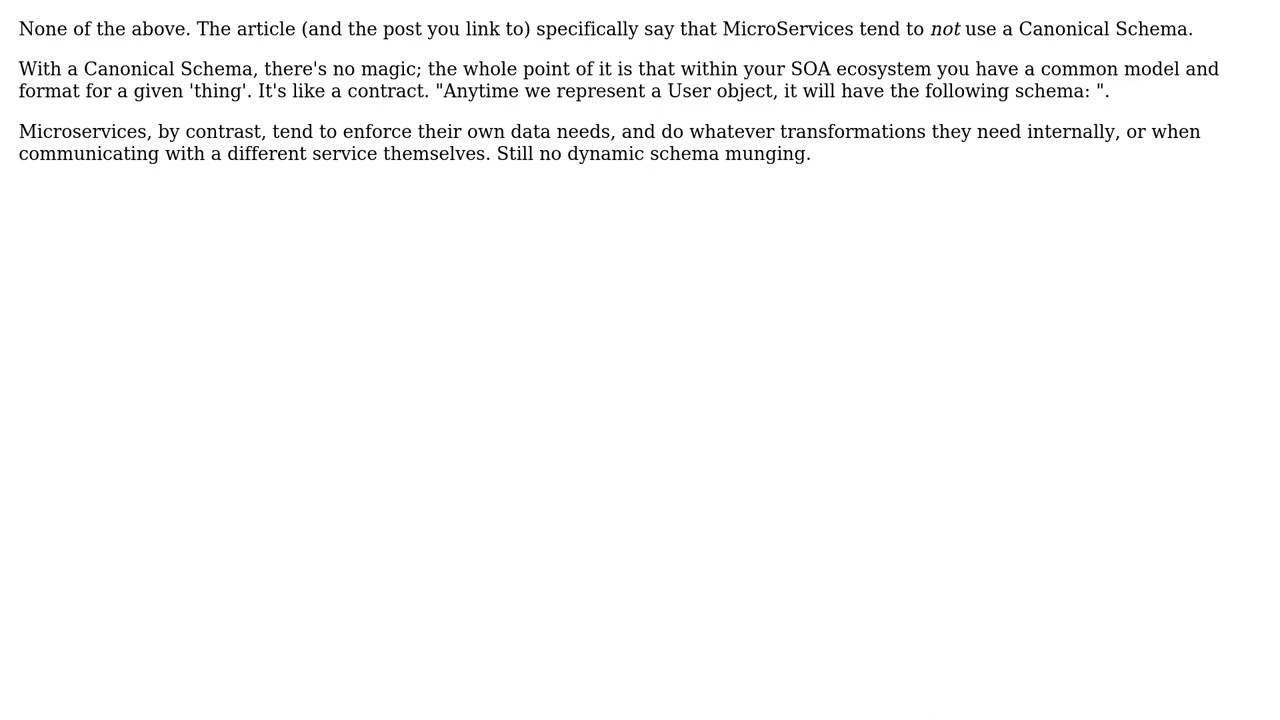 None of the above. The article (and the post you link to) specifically say that MicroServices tend to not use a Canonical Schema.
With a Canonical Schema, there's no magic; the whole point of it is that within your SOA ecosystem you have a common model and
format for a given 'thing'. It's like a contract. "Anytime we represent a User object, it will have the following schema: ".
Microservices, by contrast, tend to enforce their own data needs, and do whatever transformations they need internally, or when
communicating with a different service themselves. Still no dynamic schema munging.